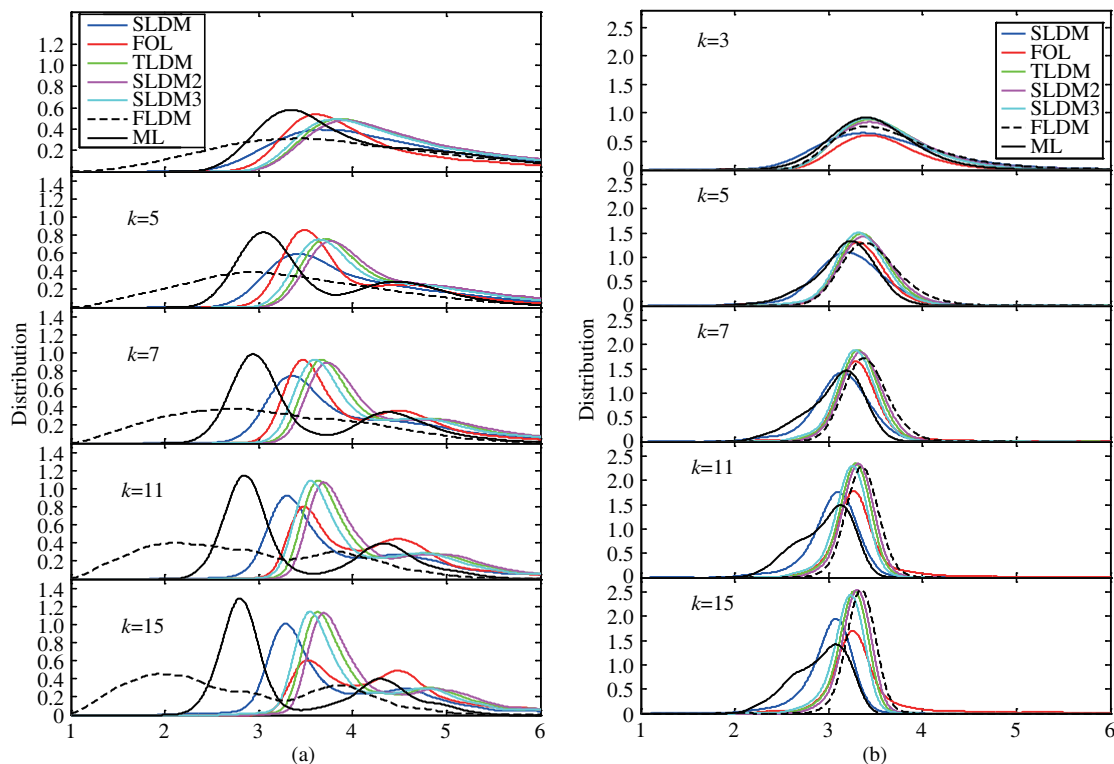 SLDM
FOL
TLDM
SLDM2
SLDM3
FLDM
ML
1.2
1.0
0.8
0.6
0.4
0.2
k=5
1.4
1.2
1.0
0.8
0.6
0.4
0.2
0
k=7
1.4
1.2
1.0
0.8
0.6
0.4
0.2
0
k=11
1.4
1.2
1.0
0.8
0.6
0.4
0.2
0
k=15
1.4
1.2
1.0
0.8
0.6
0.4
0.2
0
Distribution
1 2 3 4 5 6
(a)
k=3
SLDM
FOL
TLDM
SLDM2
SLDM3
FLDM
ML
2.5
2.0
1.5
1.0
0.5
0
k=5
2.5
2.0
1.5
1.0
0.5
0
k=7
2.5
2.0
1.5
1.0
0.5
0
k=11
2.5
2.0
1.5
1.0
0.5
0
k=15
2.5
2.0
1.5
1.0
0.5
0
Distribution
1 2 3 4 5 6
(b)